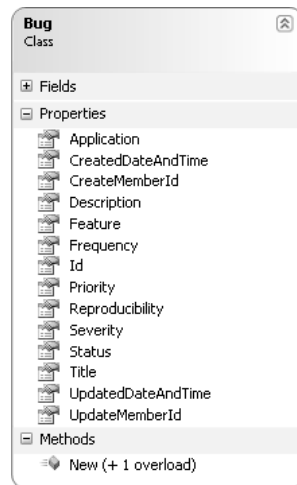 Bug
Class
Fields
Properties
Application
CreatedDateAndTime
CreateMemberId
Description
Feature
Frequency
Id
Priority
Reproducibility
Severity
Status
Title
UpdatedDateAndTime
UpdateMemberId
Methods
New (+ 1 overload)